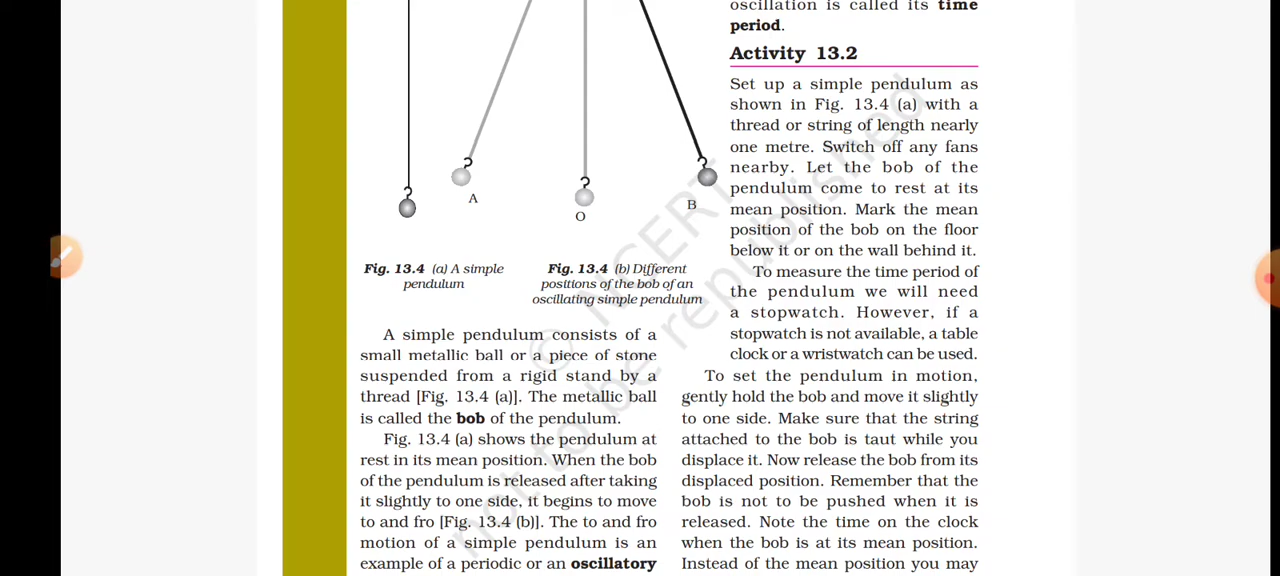 A
O
B
Fig. 13.4 (a) A simple
pendulum
Fig. 13.4 (b) Different
positions of the bob of an
oscillating simple pendulum
A simple pendulum consists of a
small metallic ball or a piece of stone
suspended from a rigid stand by a
thread [Fig. 13.4 (a)]. The metallic ball
is called the bob of the pendulum.
Fig. 13.4 (a) shows the pendulum at
rest in its mean position. When the bob
of the pendulum is released after taking
it slightly to one side, it begins to move
to and fro [Fig. 13.4 (b)]. The to and fro
motion of a simple pendulum is an
example of a periodic or an oscillatory
oscillation is called its time
period.
Activity 13.2
Set up a simple pendulum as
shown in Fig. 13.4 (a) with a
thread or string of length nearly
one metre. Switch off any fans
nearby. Let the bob of the
pendulum come to rest at its
mean position. Mark the mean
position of the bob on the floor
below it or on the wall behind it.
To measure the time period of
the pendulum we will need
a stopwatch. However, if a
stopwatch is not available, a table
clock or a wristwatch can be used.
To set the pendulum in motion,
gently hold the bob and move it slightly
to one side. Make sure that the string
attached to the bob is taut while you
displace it. Now release the bob from its
displaced position. Remember that the
bob is not to be pushed when it is
released. Note the time on the clock
when the bob is at its mean position.
Instead of the mean position you may
© NCERT
not to be republished